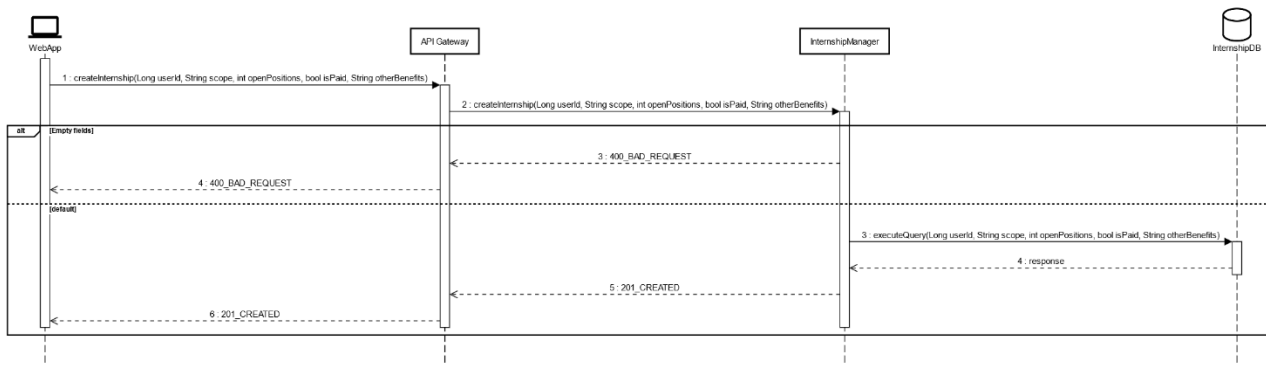 WebApp
API Gateway
InternshipManager
InternshipDB
1 : createInternship(Long userId, String scope, int openPositions, bool isPaid, String otherBenefits)
2 : createInternship(Long userId, String scope, int openPositions, bool isPaid, String otherBenefits)
alt
[Empty fields]
3 : 400_BAD_REQUEST
4 : 400_BAD_REQUEST
[default]
3 : executeQuery(Long userId, String scope, int openPositions, bool isPaid, String otherBenefits)
4 : response
5 : 201_CREATED
6 : 201_CREATED